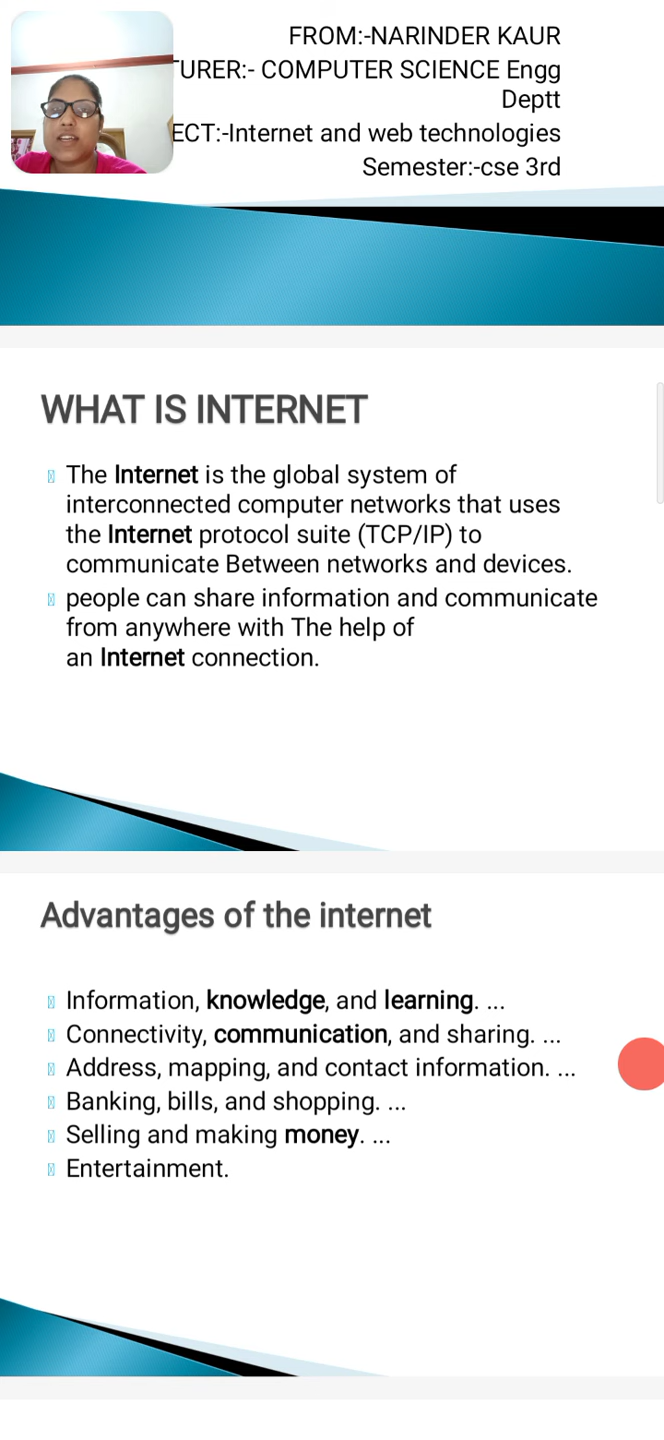 FROM:-NARINDER KAUR
TURER:- COMPUTER SCIENCE Engg
Deptt
ECT:-Internet and web technologies
Semester:-cse 3rd
WHAT IS INTERNET
The Internet is the global system of
interconnected computer networks that uses
the Internet protocol suite (TCP/IP) to
communicate Between networks and devices.
people can share information and communicate
from anywhere with The help of
an Internet connection.
Advantages of the internet
Information, knowledge, and learning. ...
Connectivity, communication, and sharing. ...
Address, mapping, and contact information. ...
Banking, bills, and shopping. ...
Selling and making money. ...
Entertainment.